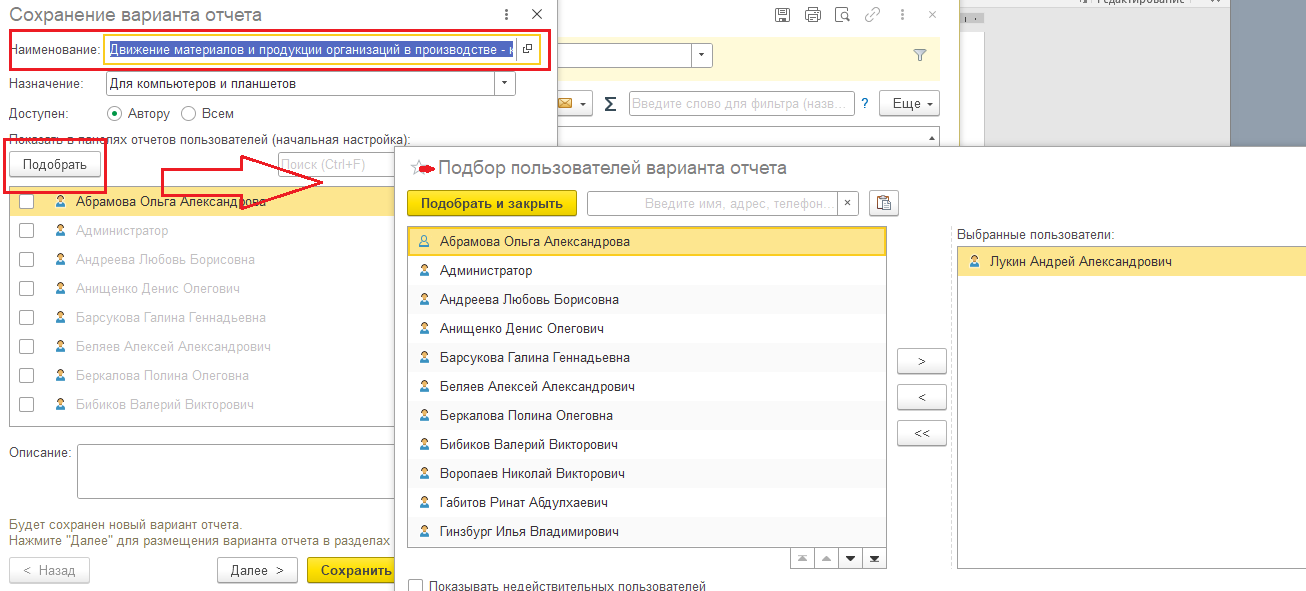 Сохранение варианта отчета
Наименование: Движение материалов и продукции организаций в производстве - к
Назначение: Для компьютеров и планшетов
Доступен: Автору Всем
Показать в панелях отчетов пользователей (начальная настройка):
Подобрать
Поиск (Ctrl+F)
Абрамова Ольга Александрова
Администратор
Андреева Любовь Борисовна
Анищенко Денис Олегович
Барсукова Галина Геннадьевна
Беляев Алексей Александрович
Беркалова Полина Олеговна
Бибиков Валерий Викторович
Описание:
Будет сохранен новый вариант отчета.
Нажмите "Далее" для размещения варианта отчета в разделах
< Назад
Далее >
Сохранить
Σ
Введите слово для фильтра (назв...
?
Еще
Подбор пользователей варианта отчета
Подобрать и закрыть
Введите имя, адрес, телефон...
×
Абрамова Ольга Александрова
Администратор
Андреева Любовь Борисовна
Анищенко Денис Олегович
Барсукова Галина Геннадьевна
Беляев Алексей Александрович
Беркалова Полина Олеговна
Бибиков Валерий Викторович
Воропаев Николай Викторович
Габитов Ринат Абдулхаевич
Гинзбург Илья Владимирович
>
<
<<
Выбранные пользователи:
Лукин Андрей Александрович
Показывать недействительных пользователей